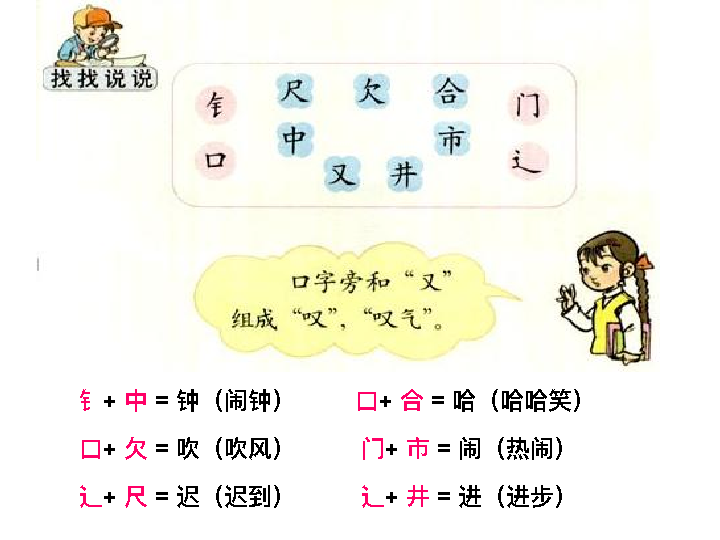 找找说说
钅 尺 欠 合 门
中 市
口 又 井 辶
口字旁和“又”
组成“叹”，“叹气”。
钅+ 中 = 钟（闹钟） 口+ 合 = 哈（哈哈笑）
口+ 欠 = 吹（吹风） 门+ 市 = 闹（热闹）
辶+ 尺 = 迟（迟到） 辶+ 井 = 进（进步）